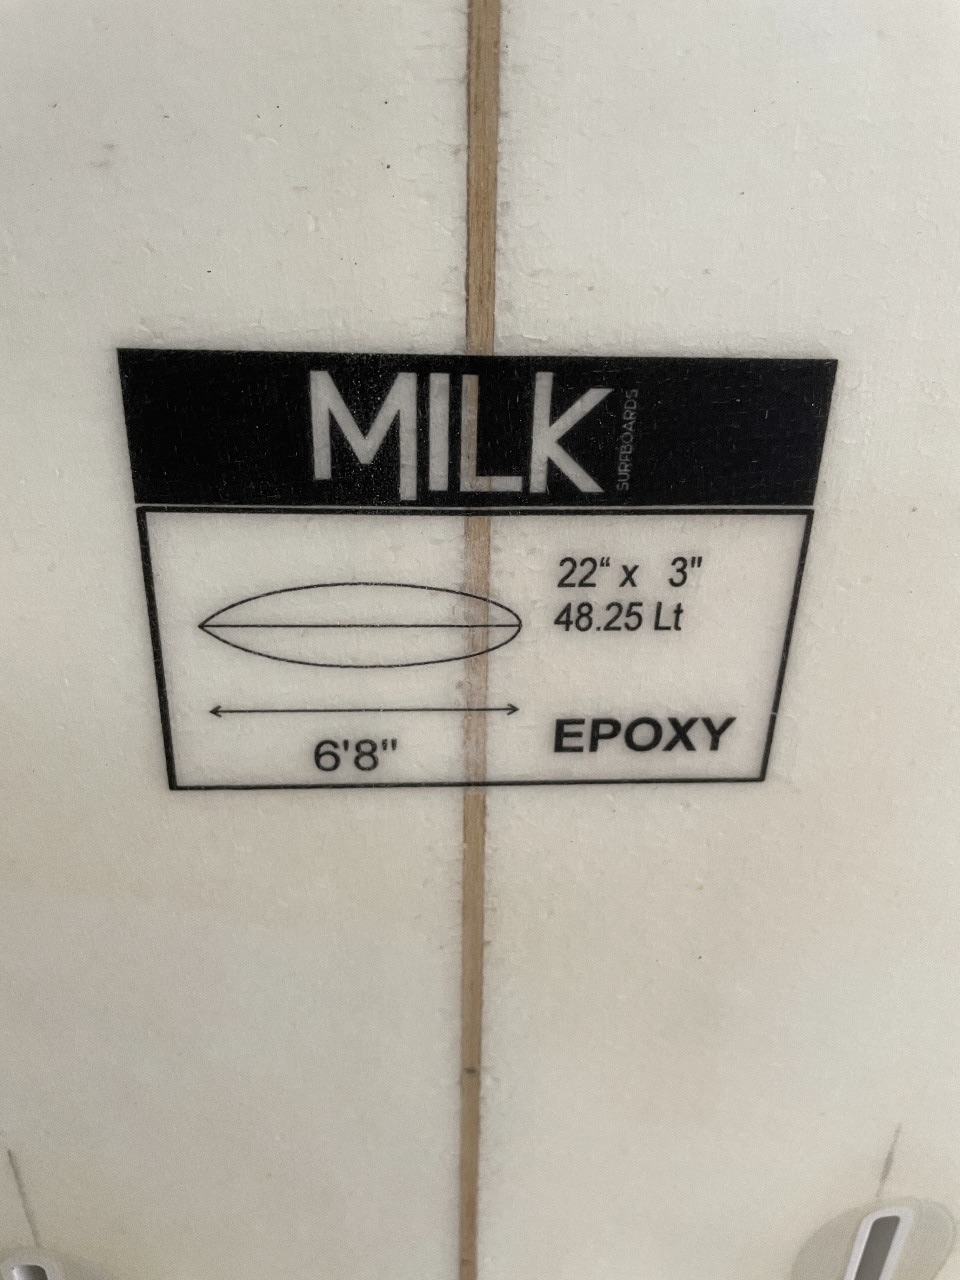 MILK
SURFBOARDS
22“ x 3"
48.25 Lt
EPOXY
6'8"